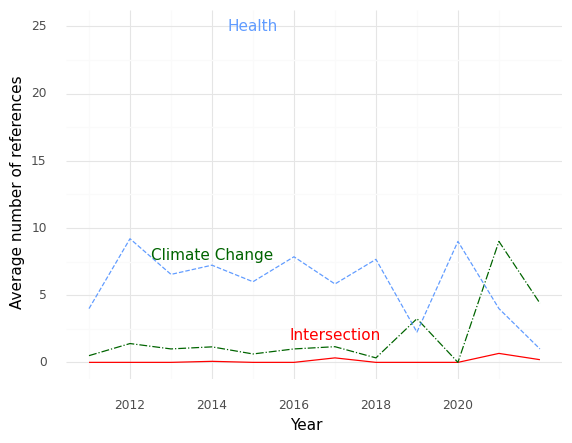 25
Health
20
15
10
Climate Change
5
Intersection
0
Average number of references
2012 2014 2016 2018 2020
Year